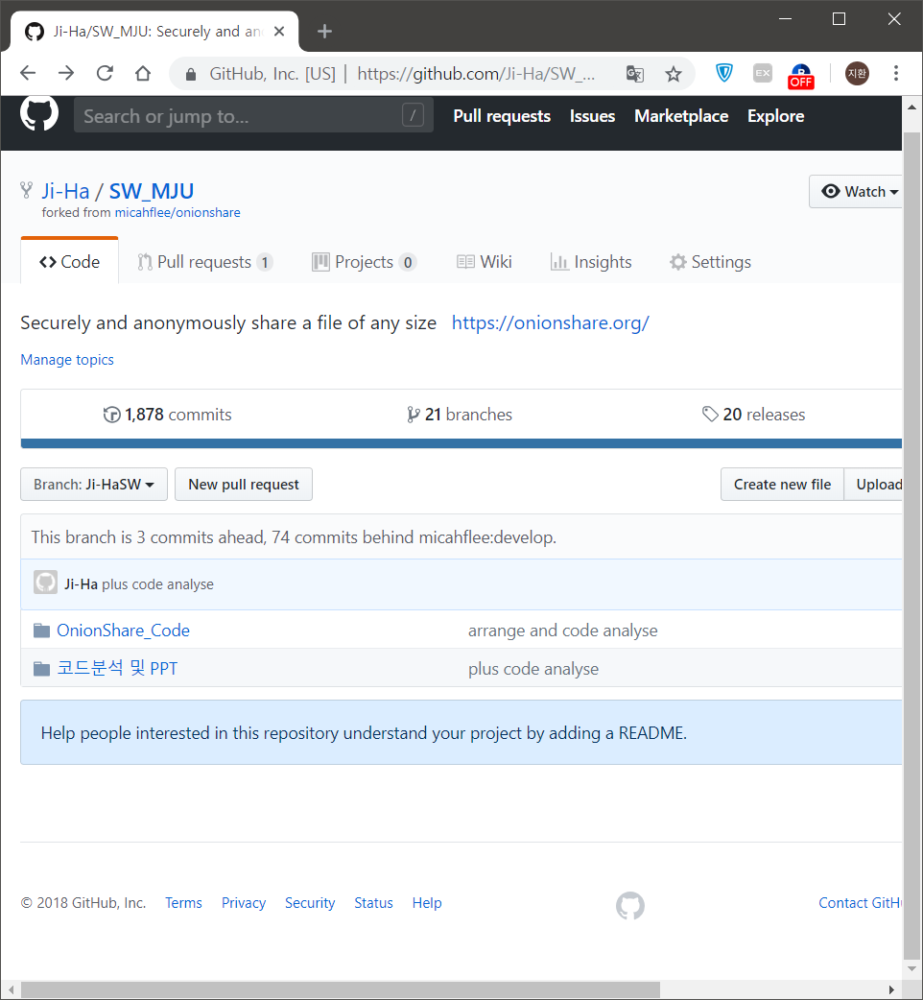 Ji-Ha/SW_MJU: Securely and an
GitHub, Inc. [US] | https://github.com/Ji-Ha/SW_...
EX
OFF
지환
Search or jump to... /
Pull requests Issues Marketplace Explore
Ji-Ha / SW_MJU
Watch
forked from micahflee/onionshare
Code Pull requests 1 Projects 0 Wiki Insights Settings
Securely and anonymously share a file of any size https://onionshare.org/
Manage topics
1,878 commits 21 branches 20 releases
Branch: Ji-HaSW New pull request Create new file Upload
This branch is 3 commits ahead, 74 commits behind micahflee:develop.
Ji-Ha plus code analyse
OnionShare_Code arrange and code analyse
코드분석 및 PPT plus code analyse
Help people interested in this repository understand your project by adding a README.
© 2018 GitHub, Inc. Terms Privacy Security Status Help Contact GitH